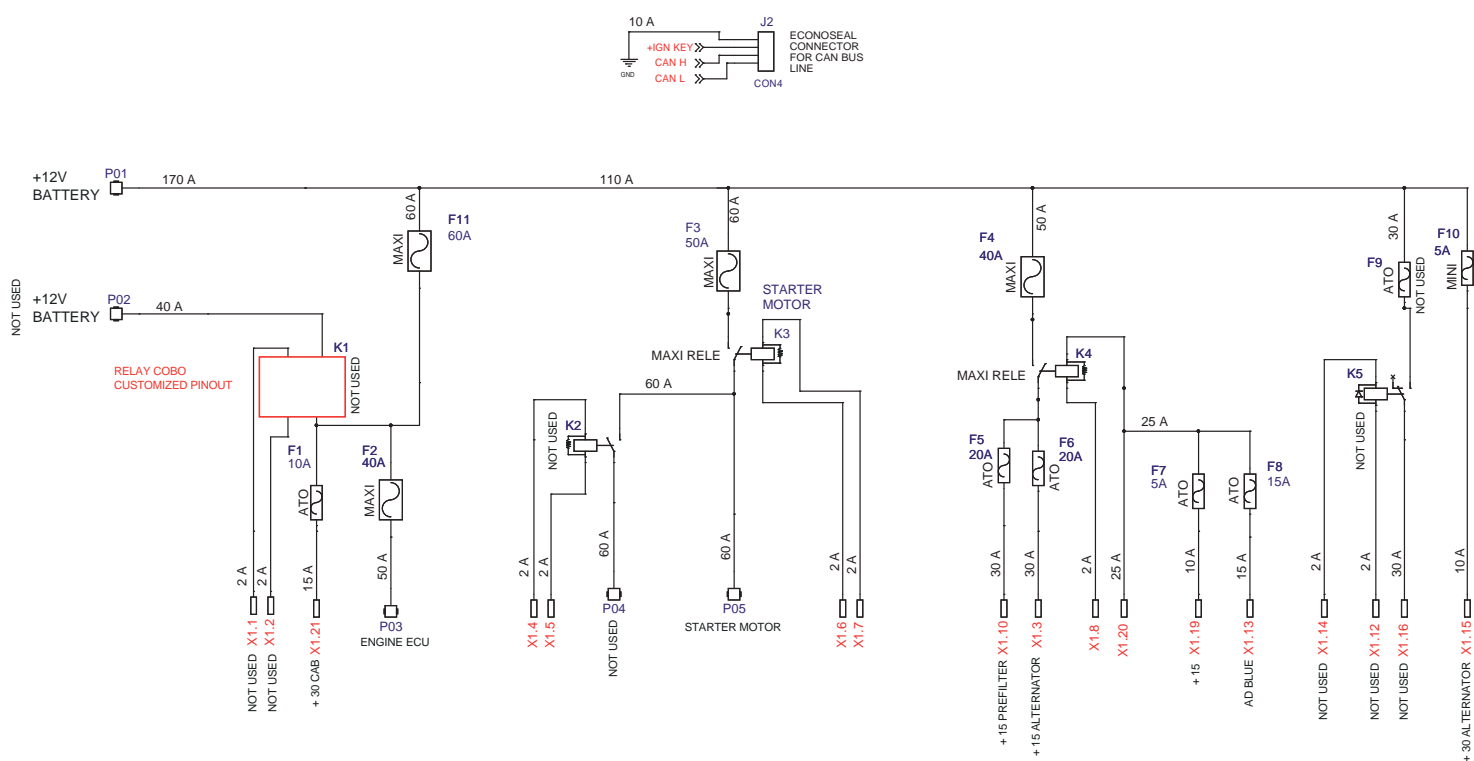 10 A
J2
+IGN KEY
CAN H
CAN L
GND
ECONOSEAL
CONNECTOR
FOR CAN BUS
LINE
CON4
+12V
BATTERY
P01
170 A
110 A
60 A
F11
60A
MAXI
60 A
F3
50A
MAXI
50 A
F4
40A
MAXI
30 A
F9
ATO
NOT USED
F10
5A
MINI
NOT USED
+12V
BATTERY
P02
40 A
STARTER
MOTOR
K3
MAXI RELE
K1
NOT USED
RELAY COBO
CUSTOMIZED PINOUT
60 A
K4
MAXI RELE
K5
NOT USED
K2
NOT USED
F1
10A
ATO
F2
40A
MAXI
F5
20A
ATO
F6
20A
ATO
25 A
F7
5A
ATO
F8
15A
ATO
2 A
2 A
15 A
50 A
2 A
2 A
60 A
60 A
2 A
2 A
30 A
30 A
2 A
25 A
10 A
15 A
2 A
2 A
30 A
10 A
NOT USED X1.1
NOT USED X1.2
+ 30 CAB X1.21
P03
ENGINE ECU
X1.4
X1.5
P04
NOT USED
P05
STARTER MOTOR
X1.6
X1.7
+ 15 PREFILTER X1.10
+ 15 ALTERNATOR X1.3
X1.8
X1.20
+ 15 X1.19
AD BLUE X1.13
NOT USED X1.14
NOT USED X1.12
NOT USED X1.16
+ 30 ALTERNATOR X1.15